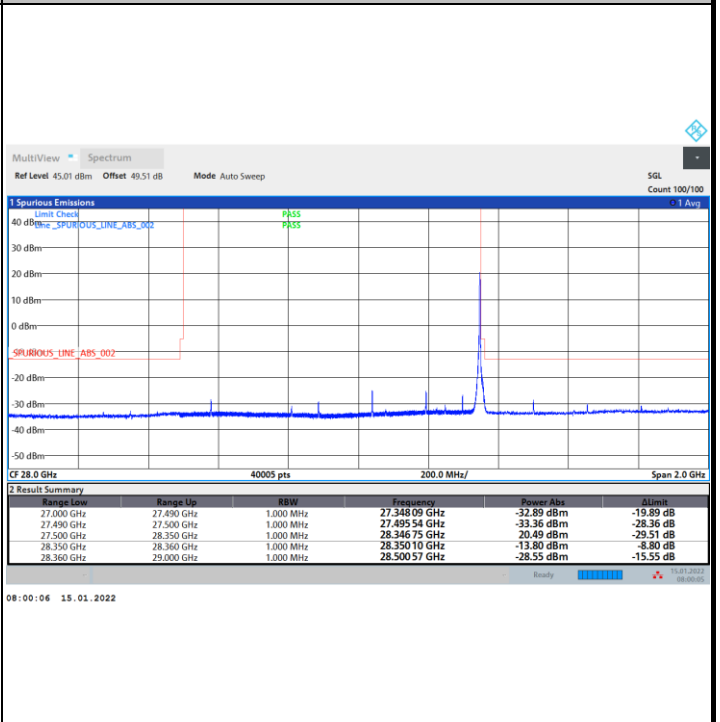 MultiView Spectrum
Ref Level 45.01 dBm Offset 49.51 dB Mode Auto Sweep SGL
Count 100/100
1 Spurious Emissions 1 Avg
Limit Check PASS
Line _SPURIOUS_LINE_ABS_002 PASS
40 dBm
30 dBm
20 dBm
10 dBm
0 dBm
_SPURIOUS_LINE_ABS_002
-20 dBm
-30 dBm
-40 dBm
-50 dBm
CF 28.0 GHz 40005 pts 200.0 MHz/ Span 2.0 GHz
2 Result Summary
Range Low Range Up RBW Frequency Power Abs ΔLimit
27.000 GHz 27.490 GHz 1.000 MHz 27.348 09 GHz -32.89 dBm -19.89 dB
27.490 GHz 27.500 GHz 1.000 MHz 27.495 54 GHz -33.36 dBm -28.36 dB
27.500 GHz 28.350 GHz 1.000 MHz 28.346 75 GHz 20.49 dBm -29.51 dB
28.350 GHz 28.360 GHz 1.000 MHz 28.350 10 GHz -13.80 dBm -8.80 dB
28.360 GHz 29.000 GHz 1.000 MHz 28.500 57 GHz -28.55 dBm -15.55 dB
Ready 15.01.2022
08:00:05
08:00:06 15.01.2022